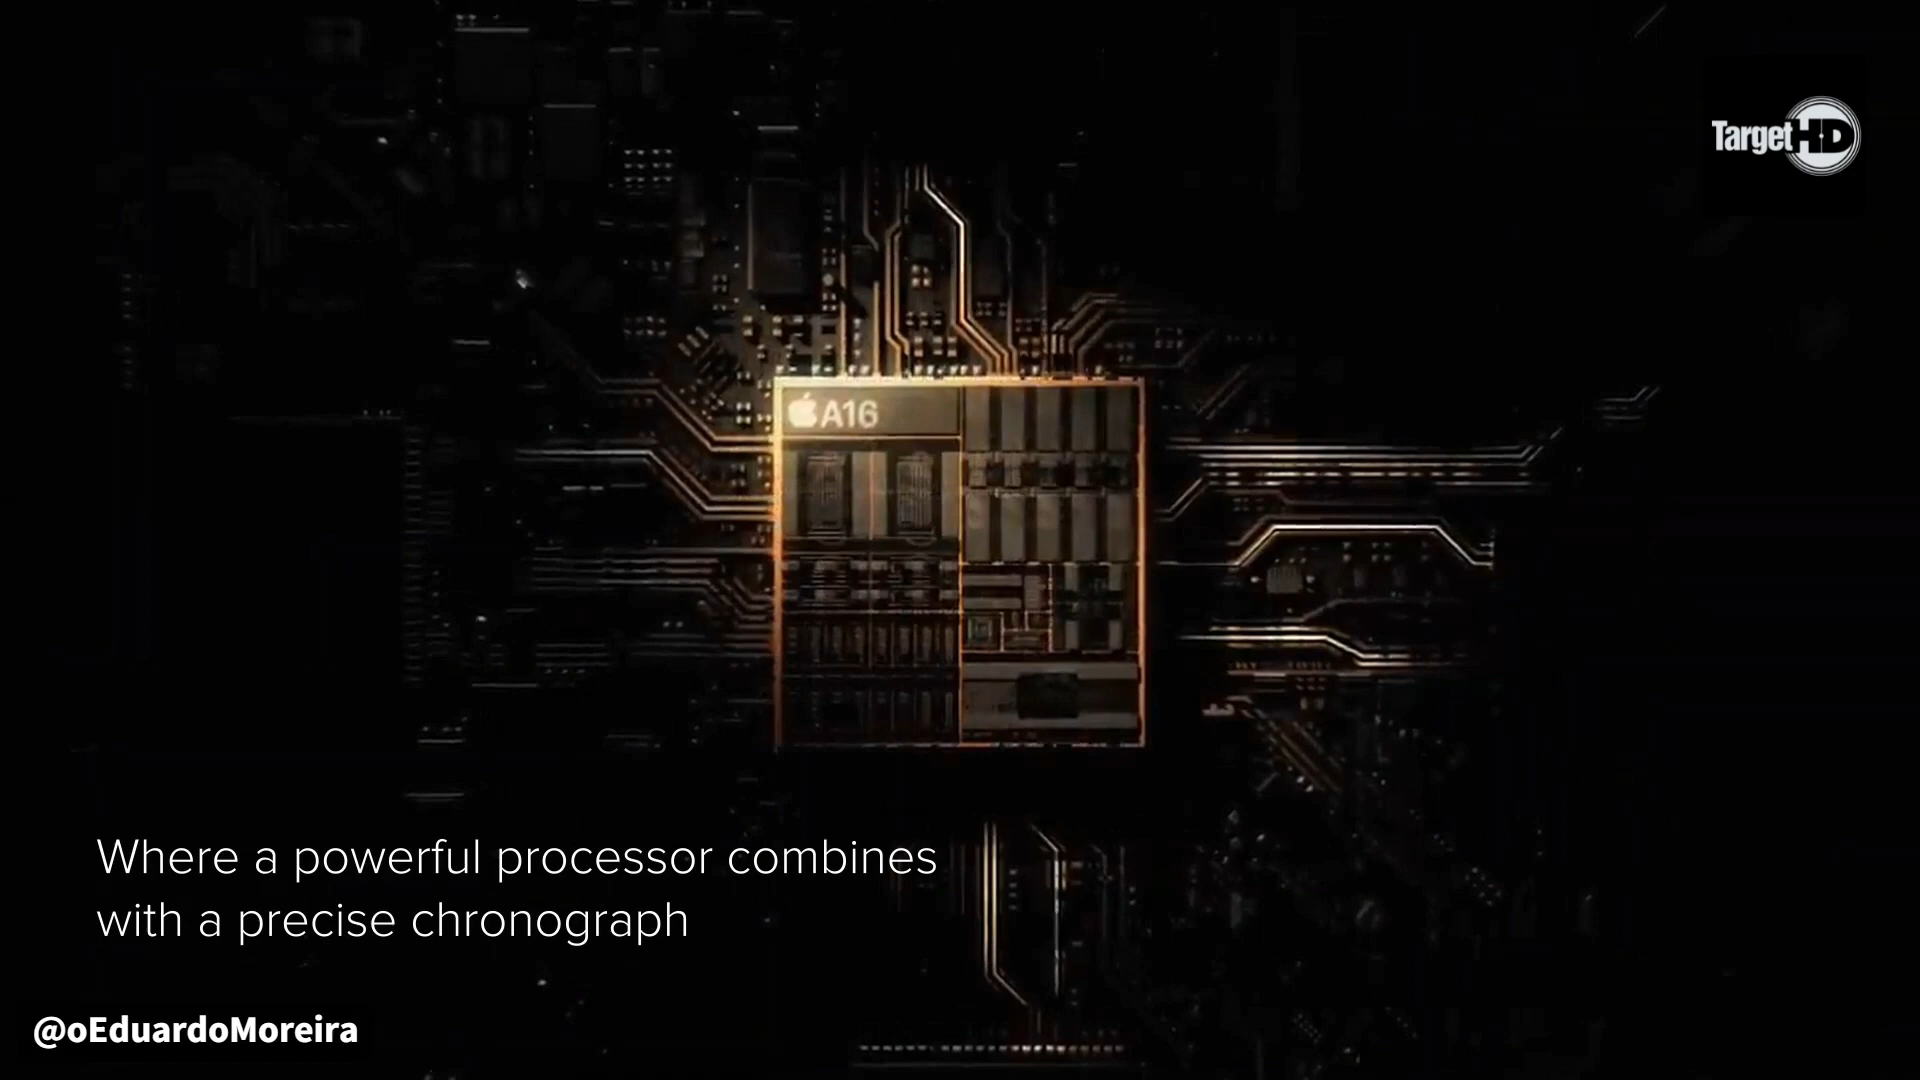 TargetHD
A16
Where a powerful processor combines
with a precise chronograph
@oEduardoMoreira